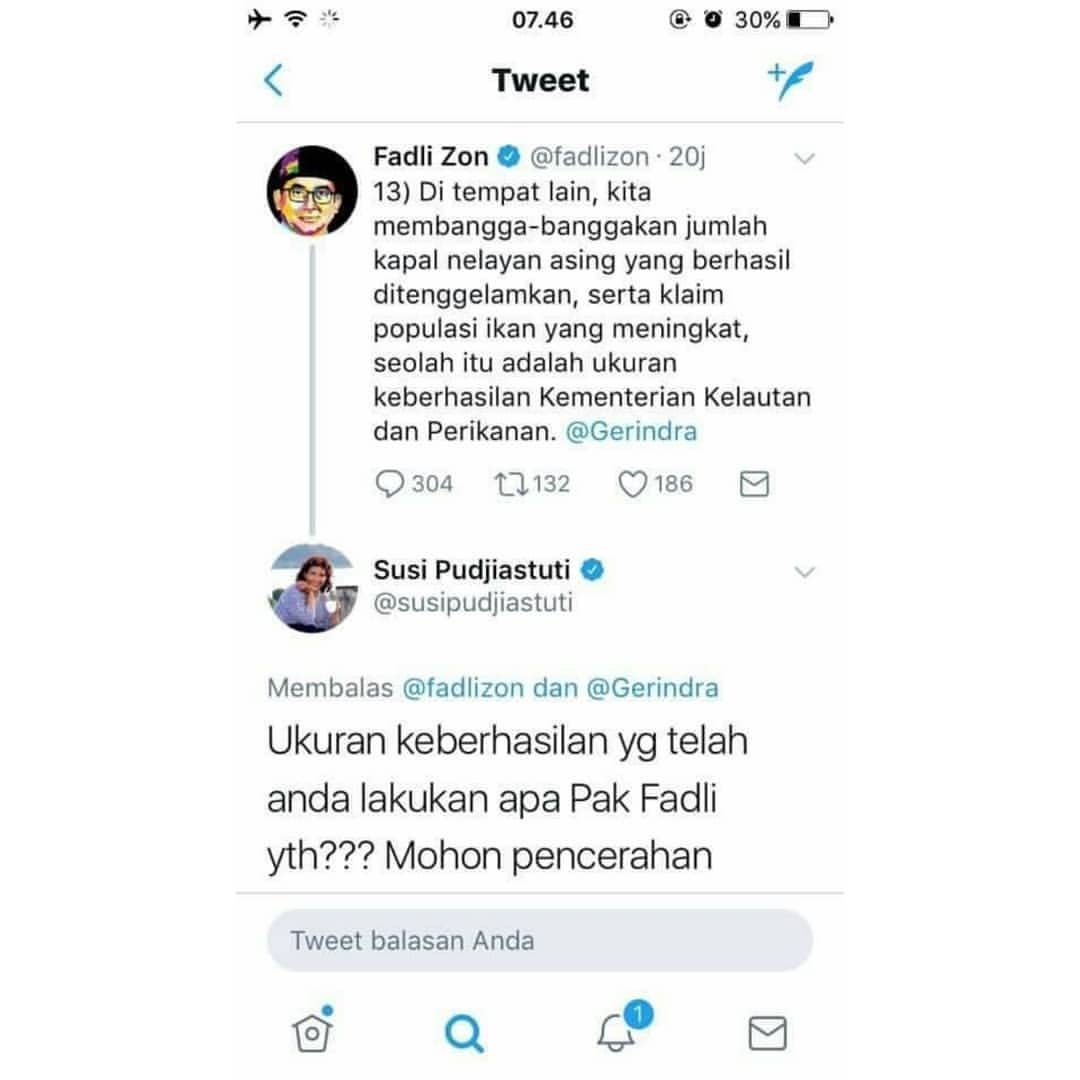 07.46
30%
Tweet
Fadli Zon @fadlizon · 20j
13) Di tempat lain, kita
membangga-banggakan jumlah
kapal nelayan asing yang berhasil
ditenggelamkan, serta klaim
populasi ikan yang meningkat,
seolah itu adalah ukuran
keberhasilan Kementerian Kelautan
dan Perikanan. @Gerindra
304 132 186
Susi Pudjiastuti
@susipudjiastuti
Membalas @fadlizon dan @Gerindra
Ukuran keberhasilan yg telah
anda lakukan apa Pak Fadli
yth??? Mohon pencerahan
Tweet balasan Anda
1